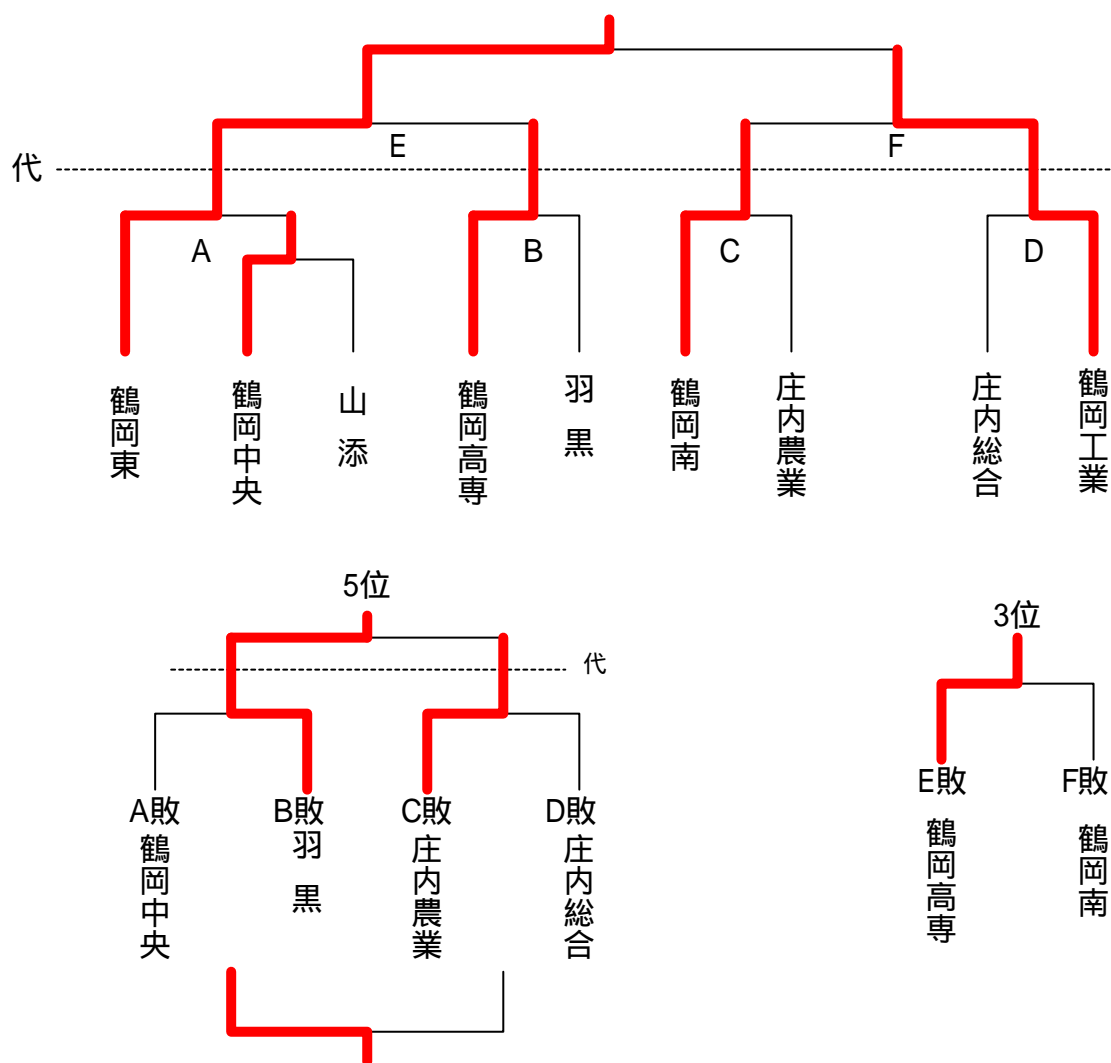 E
F
代
A
B
C
D
鶴岡東
鶴岡中央
山添
鶴岡高専
羽黒
鶴岡南
庄内農業
庄内総合
鶴岡工業
5位
代
A敗
鶴岡中央
B敗
羽黒
C敗
庄内農業
D敗
庄内総合
3位
E敗
鶴岡高専
F敗
鶴岡南